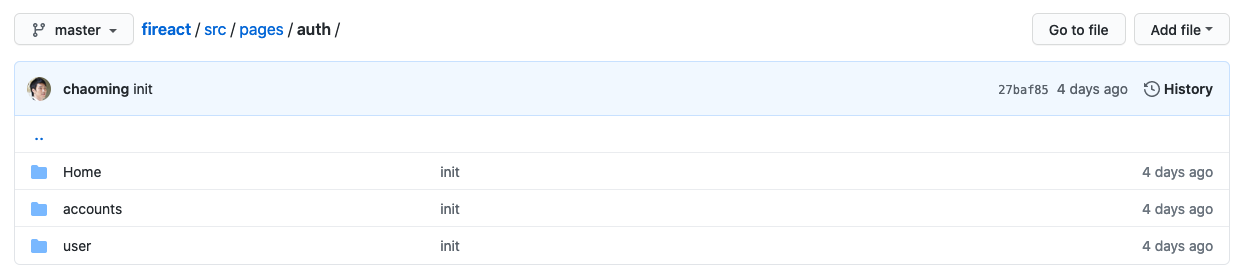 master fireact / src / pages / auth / Go to file Add file
chaoming init 27baf85 4 days ago History
..
Home init 4 days ago
accounts init 4 days ago
user init 4 days ago